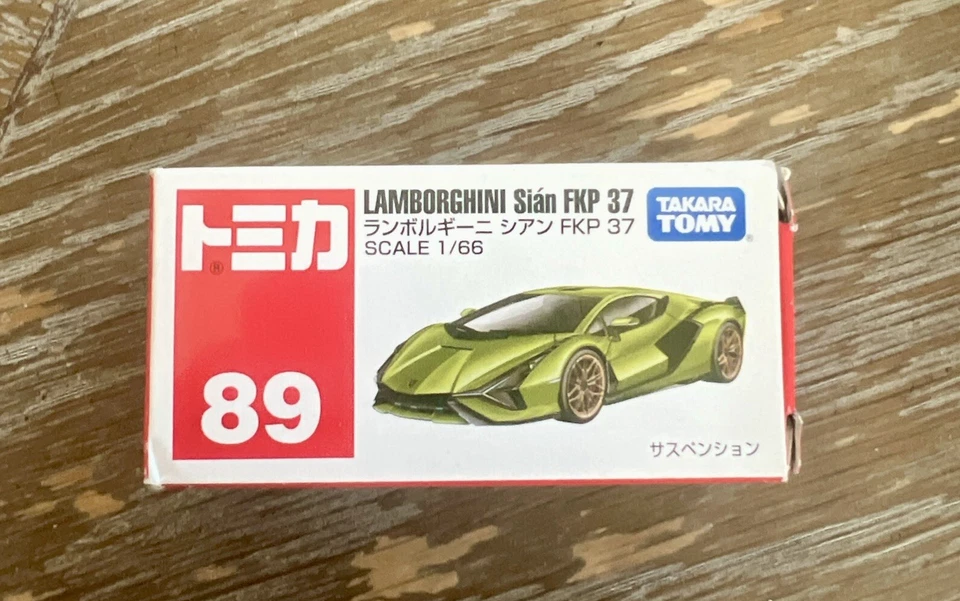 トミカ
®
89
LAMBORGHINI Sián FKP 37
ランボルギーニ シアン FKP 37
SCALE 1/66
TAKARA
TOMY
®
サスペンション